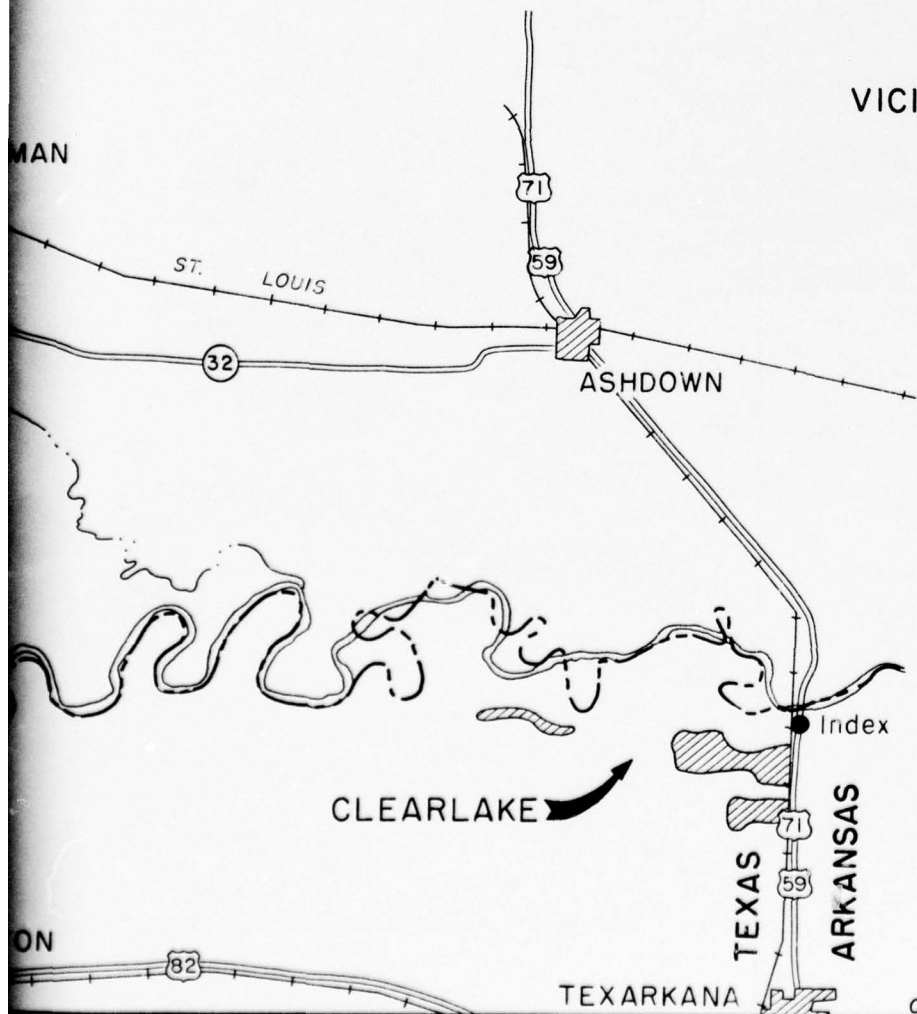 VICI
MAN
71
ST. LOUIS
59
32
ASHDOWN
Index
CLEARLAKE
71
TEXAS
ARKANSAS
59
ON
82
TEXARKANA